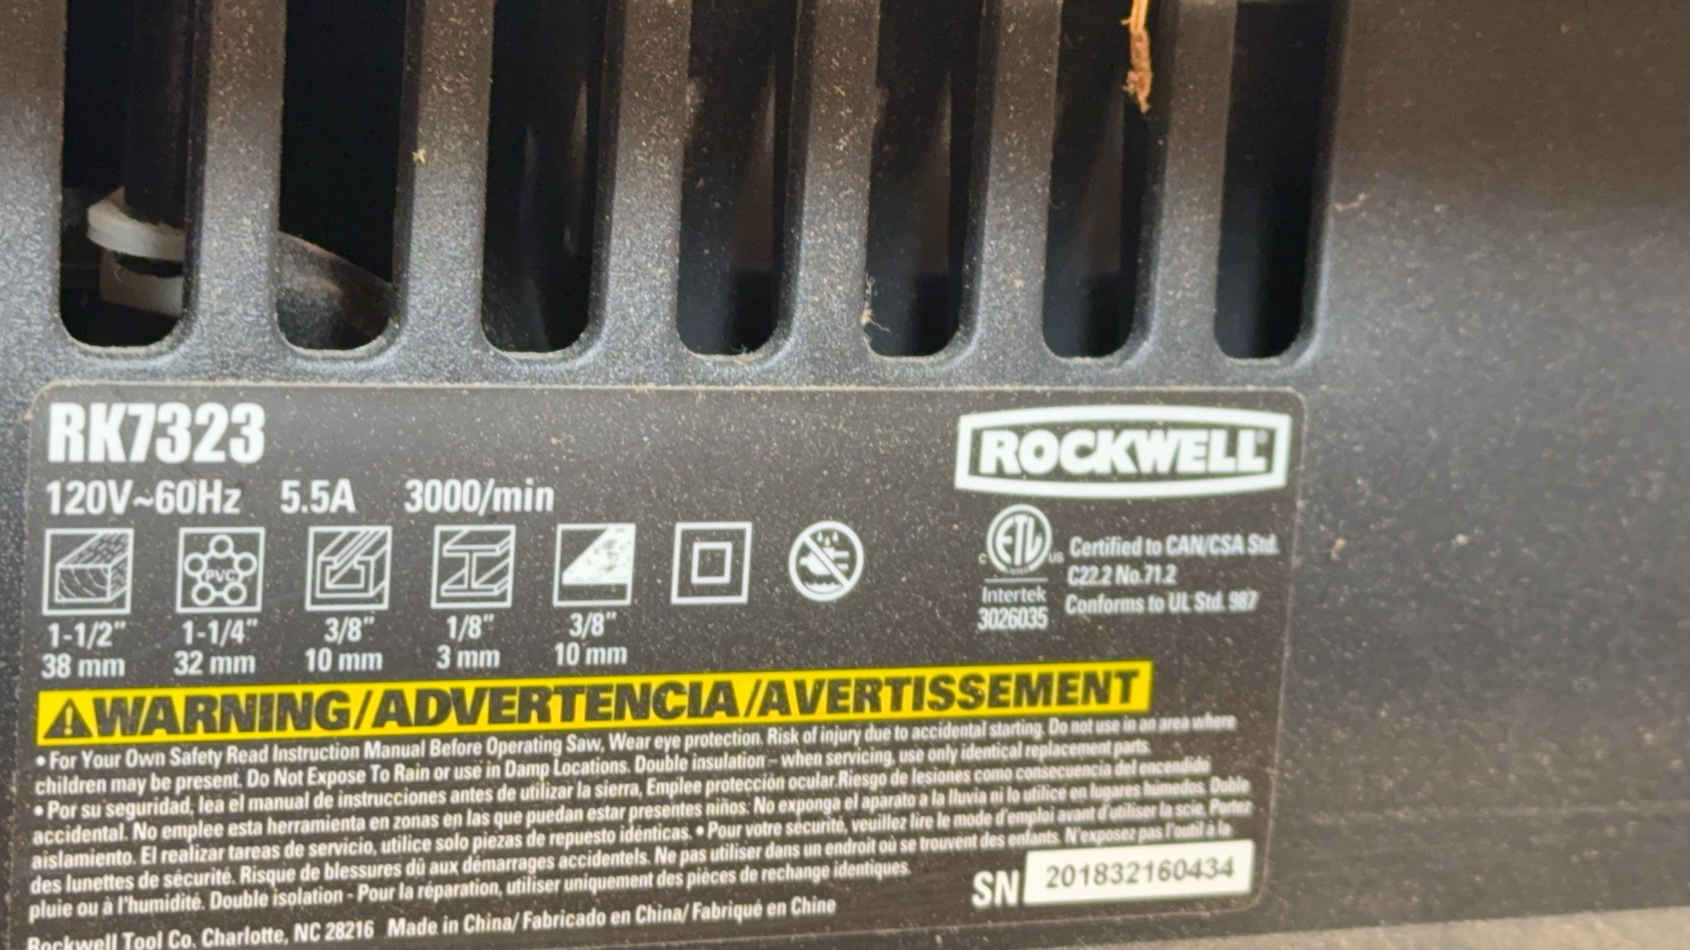 RK7323
ROCKWELL®
120V~60Hz 5.5A 3000/min
PVC
1-1/2" 1-1/4" 3/8" 1/8" 3/8"
38 mm 32 mm 10 mm 3 mm 10 mm
C ETL US
Intertek
3026035
Certified to CAN/CSA Std.
C22.2 No.71.2
Conforms to UL Std. 987
WARNING/ADVERTENCIA/AVERTISSEMENT
• For Your Own Safety Read Instruction Manual Before Operating Saw, Wear eye protection. Risk of injury due to accidental starting. Do not use in an area where
children may be present. Do Not Expose To Rain or use in Damp Locations. Double insulation – when servicing, use only identical replacement parts.
• Por su seguridad, lea el manual de instrucciones antes de utilizar la sierra, Emplee protección ocular.Riesgo de lesiones como consecuencia del encendido
accidental. No emplee esta herramienta en zonas en las que puedan estar presentes niños. No exponga el aparato a la lluvia ni lo utilice en lugares húmedos. Doble
aislamiento. El realizar tareas de servicio, utilice solo piezas de repuesto idénticas. • Pour votre sécurité, veuillez lire le mode d'emploi avant d'utiliser la scie, Portez
des lunettes de sécurité. Risque de blessures dû aux démarrages accidentels. Ne pas utiliser dans un endroit où se trouvent des enfants. N'exposez pas l'outil à la
pluie ou à l'humidité. Double isolation - Pour la réparation, utiliser uniquement des pièces de rechange identiques.
SN 201832160434
Rockwell Tool Co. Charlotte, NC 28216 Made in China/ Fabricado en China/ Fabriqué en Chine